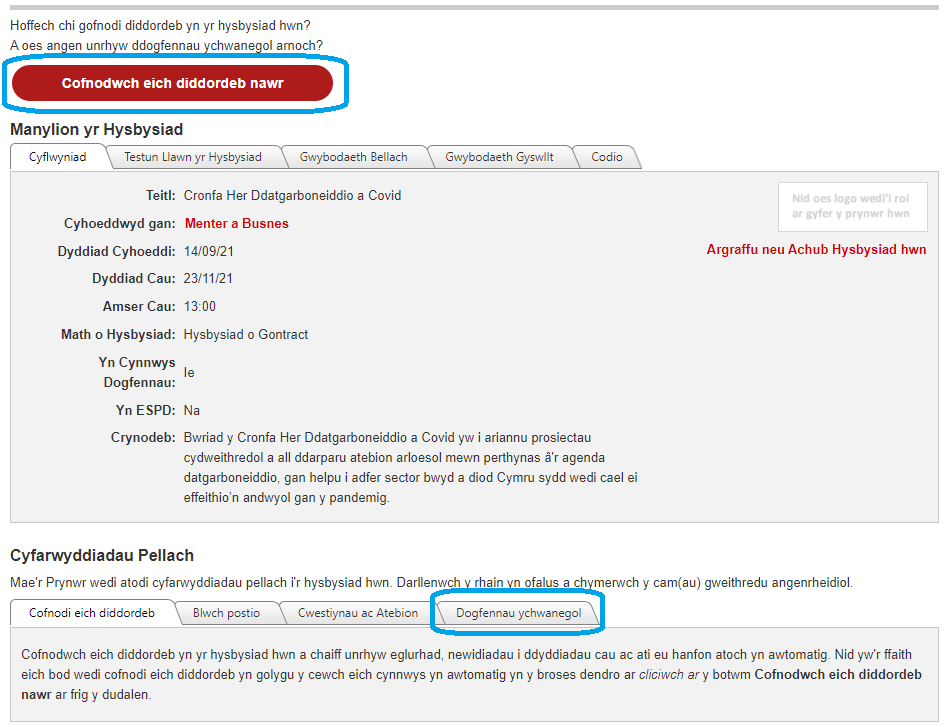 Hoffech chi gofnodi diddordeb yn yr hysbysiad hwn?
A oes angen unrhyw ddogfennau ychwanegol arnoch?
Cofnodwch eich diddordeb nawr
Manylion yr Hysbysiad
Cyflwyniad Testun Llawn yr Hysbysiad Gwybodaeth Bellach Gwybodaeth Gyswllt Codio
Teitl: Cronfa Her Ddatgarboneiddio a Covid
Nid oes logo wedi'i rol
ar gyfer y prynwr hwn
Cyhoeddwyd gan: Menter a Busnes
Argraffu neu Achub Hysbysiad hwn
Dyddiad Cyhoeddi: 14/09/21
Dyddiad Cau: 23/11/21
Amser Cau: 13:00
Math o Hysbysiad: Hysbysiad o Gontract
Yn Cynnwys
Dogfennau: Ie
Yn ESPD: Na
Crynodeb: Bwriad y Cronfa Her Ddatgarboneiddio a Covid yw i ariannu prosiectau
cydweithredol a all ddarparu atebion arloesol mewn perthynas â'r agenda
datgarboneiddio, gan helpu i adfer sector bwyd a diod Cymru sydd wedi cael ei
effeithio'n andwyol gan y pandemig.
Cyfarwyddiadau Pellach
Mae'r Prynwr wedi atodi cyfarwyddiadau pellach i'r hysbysiad hwn. Darllenwch y rhain yn ofalus a chymerwch y cam(au) gweithredu angenrheidiol.
Cofnodi eich diddordeb Blwch postio Cwestiynau ac Atebion Dogfennau ychwanegol
Cofnodwch eich diddordeb yn yr hysbysiad hwn a chaiff unrhyw eglurhad, newidiadau i ddyddiadau cau ac ati eu hanfon atoch yn awtomatig. Nid yw'r ffaith
eich bod wedi cofnodi eich diddordeb yn golygu y cewch eich cynnwys yn awtomatig yn y broses dendro ar cliciwch ar y botwm Cofnodwch eich diddordeb
nawr ar frig y dudalen.